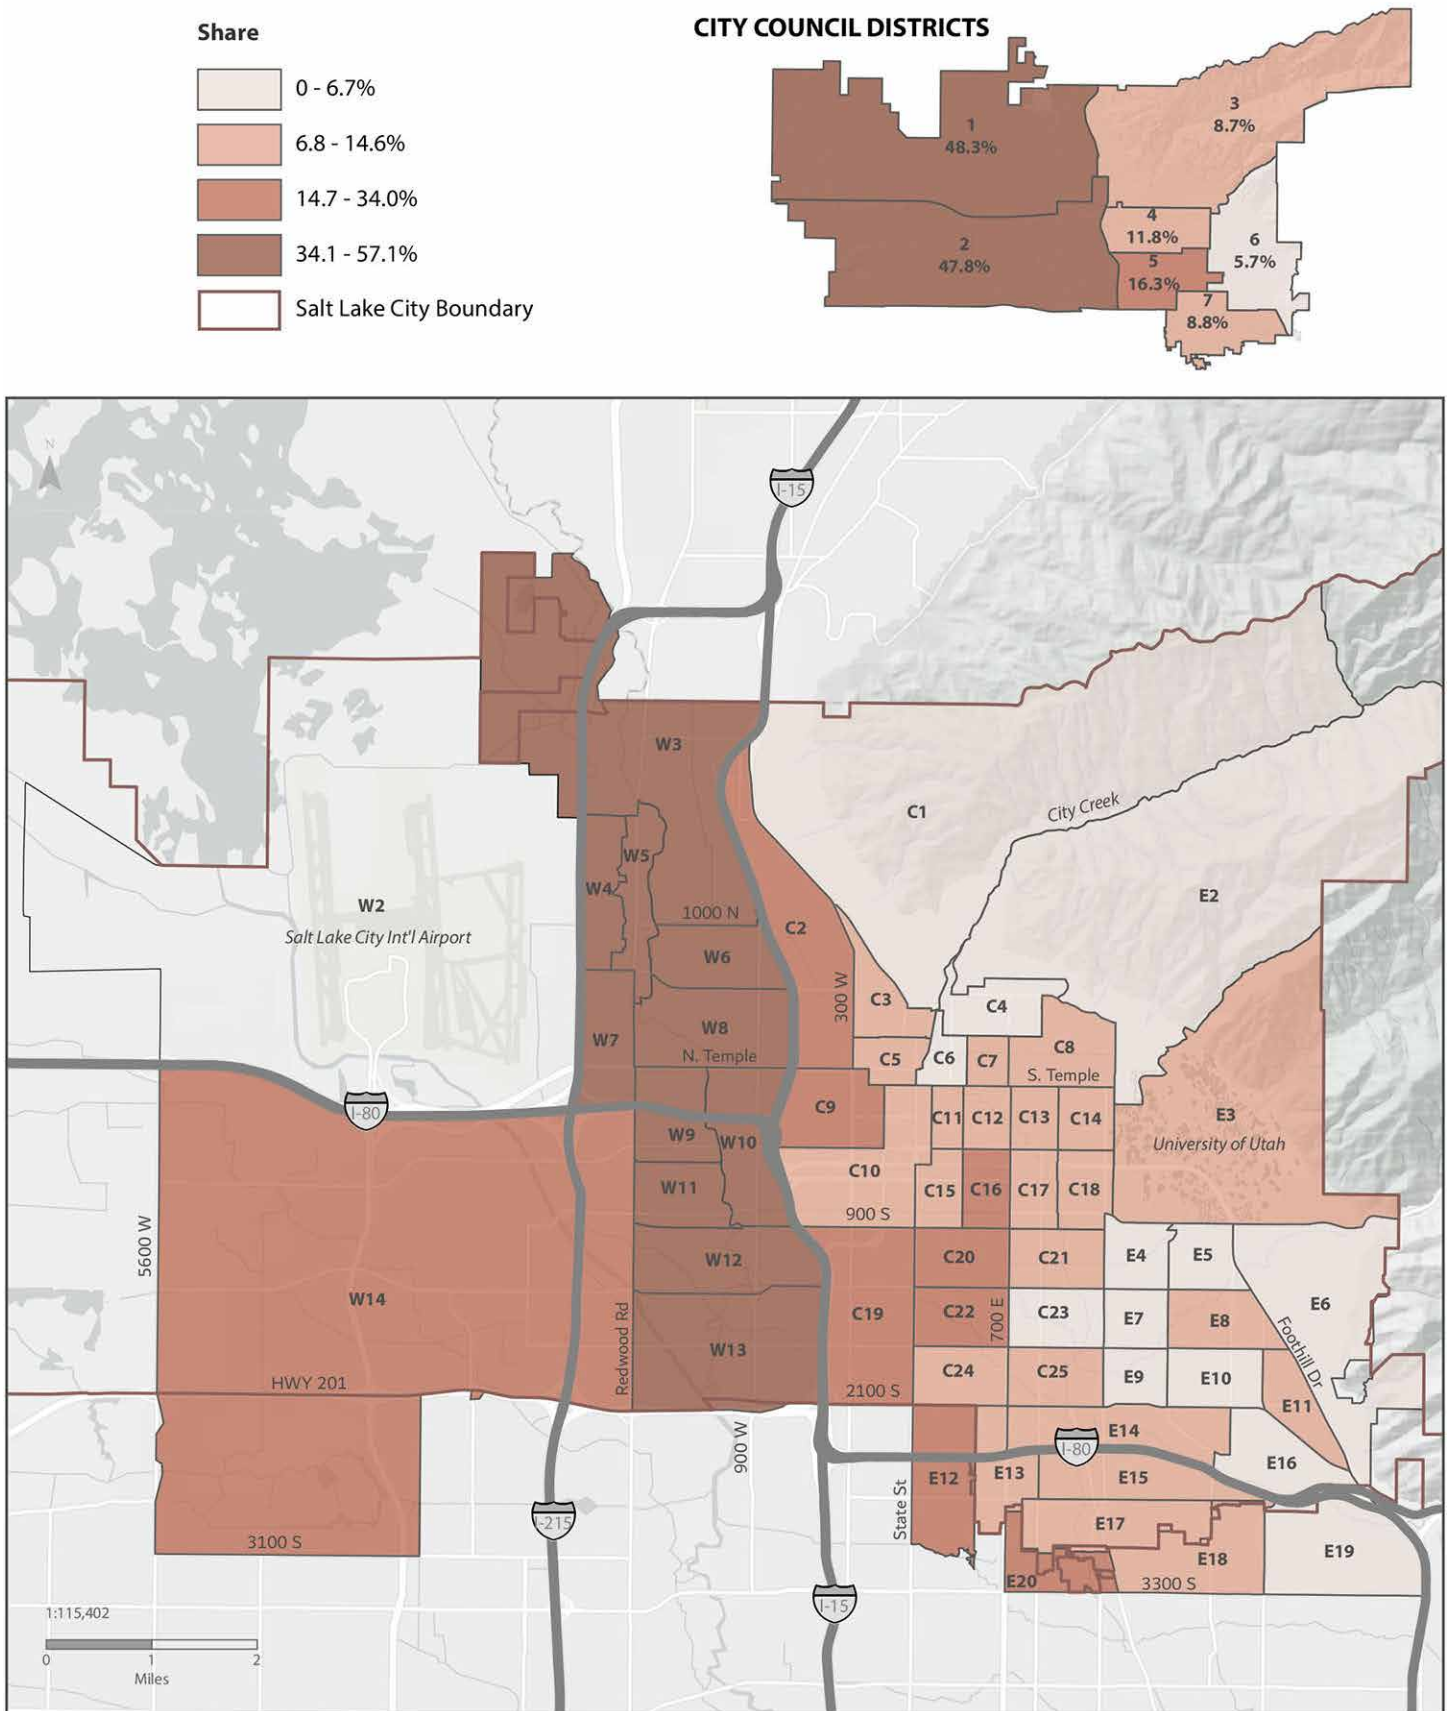 Share
0 - 6.7%
6.8 - 14.6%
14.7 - 34.0%
34.1 - 57.1%
Salt Lake City Boundary
CITY COUNCIL DISTRICTS
1
48.3%
2
47.8%
3
8.7%
4
11.8%
5
16.3%
6
5.7%
7
8.8%
N
I-15
W3
C1
City Creek
W5
W4
E2
W2
Salt Lake City Int'l Airport
1000 N
C2
W6
300 W
C3
C4
W7
W8
N. Temple
C5
C6
C7
C8
S. Temple
I-80
C9
C11
C12
C13
C14
E3
University of Utah
W9
W10
C10
W11
C15
C16
C17
C18
900 S
5600 W
W12
C20
C21
E4
E5
W14
C19
C22
700 E
C23
E7
E8
E6
Foothill Dr
Redwood Rd
W13
HWY 201
2100 S
C24
C25
E9
E10
E11
900 W
E14
I-80
State St
E12
E13
E15
E16
I-215
E17
3100 S
E18
E19
E20
3300 S
I-15
1:115,402
0
1
2
Miles